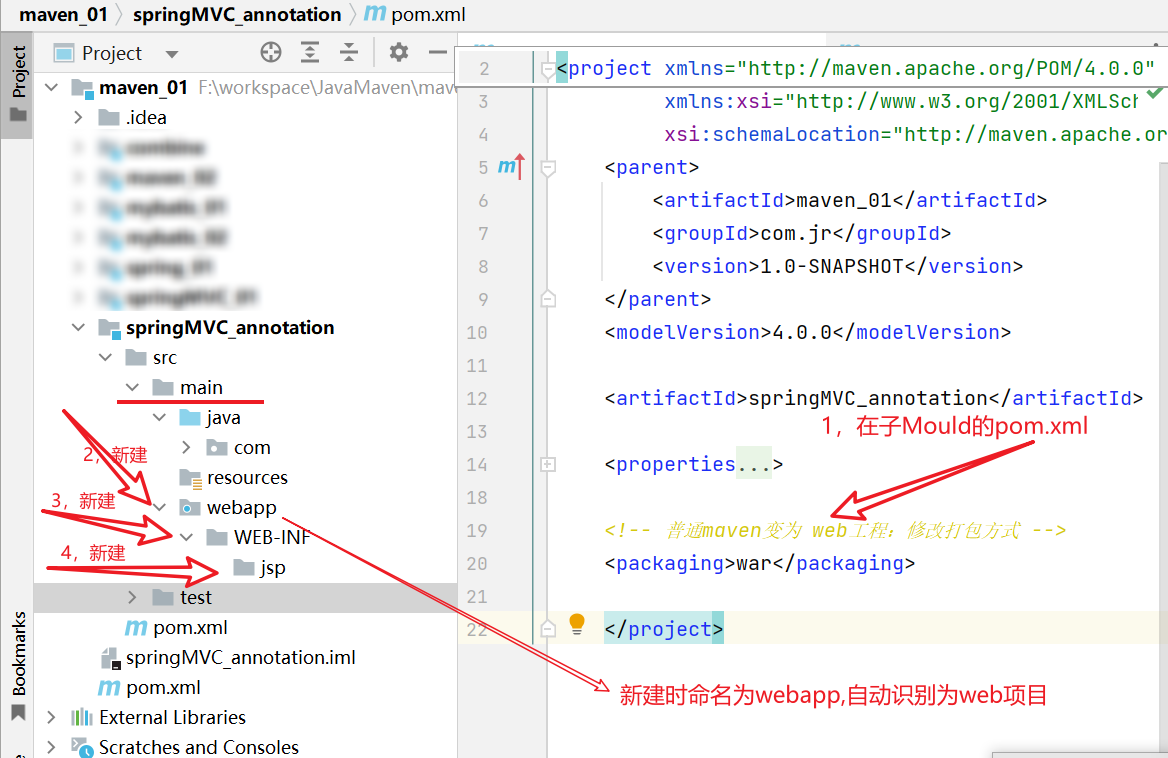 maven_01 springMVC_annotation pom.xml
Project
Project
Bookmarks
maven_01 F:\workspace\JavaMaven\mav
.idea
springMVC_annotation
src
main
java
2，新建
com
resources
3，新建
webapp
WEB-INF
4，新建
jsp
test
pom.xml
springMVC_annotation.iml
pom.xml
External Libraries
Scratches and Consoles
2 <project xmlns="http://maven.apache.org/POM/4.0.0"
3 xmlns:xsi="http://www.w3.org/2001/XMLSch
4 xsi:schemaLocation="http://maven.apache.or
5 <parent>
6 <artifactId>maven_01</artifactId>
7 <groupId>com.jr</groupId>
8 <version>1.0-SNAPSHOT</version>
9 </parent>
10 <modelVersion>4.0.0</modelVersion>
11
12 <artifactId>springMVC_annotation</artifactId>
13
1，在子Mould的pom.xml
14 <properties...>
18
19 <!-- 普通maven变为 web工程：修改打包方式 -->
20 <packaging>war</packaging>
21
22 </project>
新建时命名为webapp,自动识别为web项目